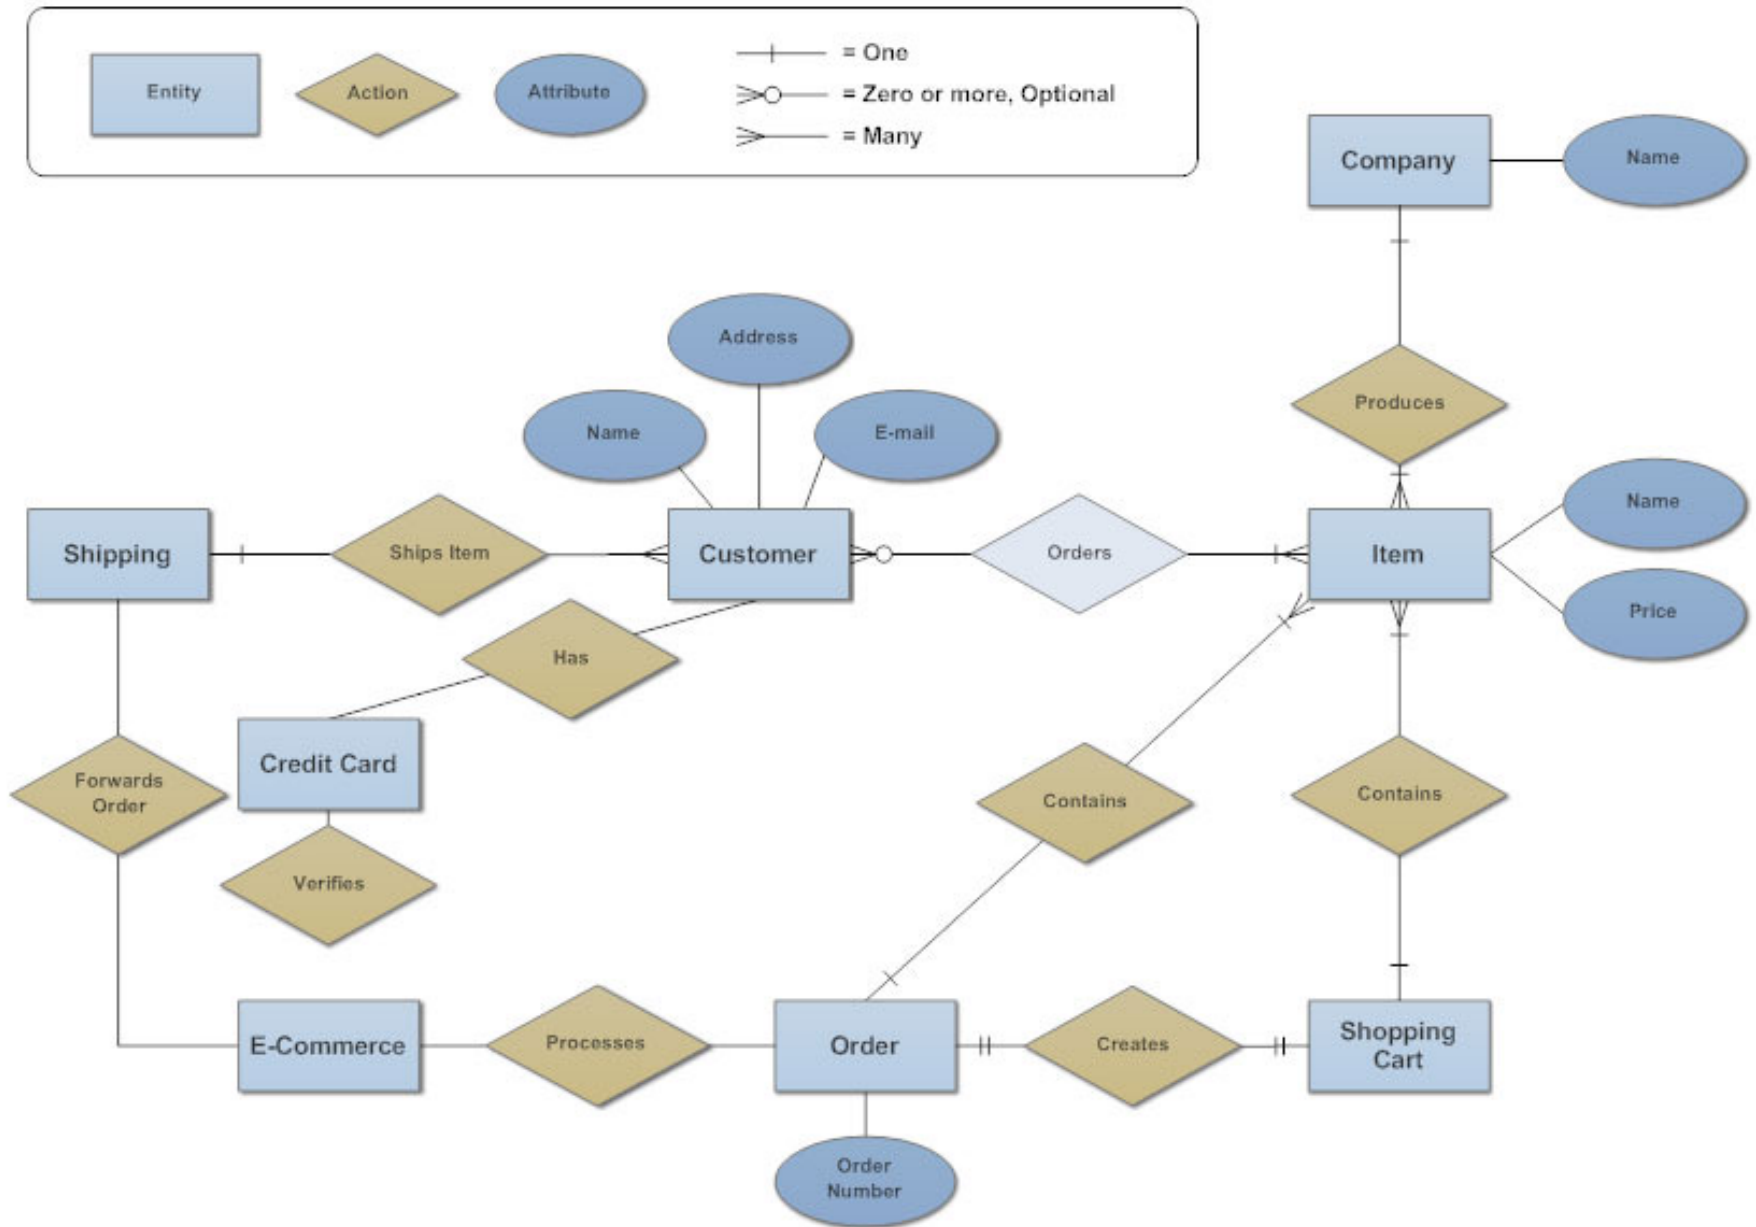 Entity
Action
Attribute
= One
= Zero or more, Optional
= Many
Company
Name
Address
Name
E-mail
Produces
Shipping
Ships Item
Customer
Orders
Item
Name
Price
Has
Credit Card
Forwards
Order
Contains
Contains
Verifies
E-Commerce
Processes
Order
Creates
Shopping
Cart
Order
Number